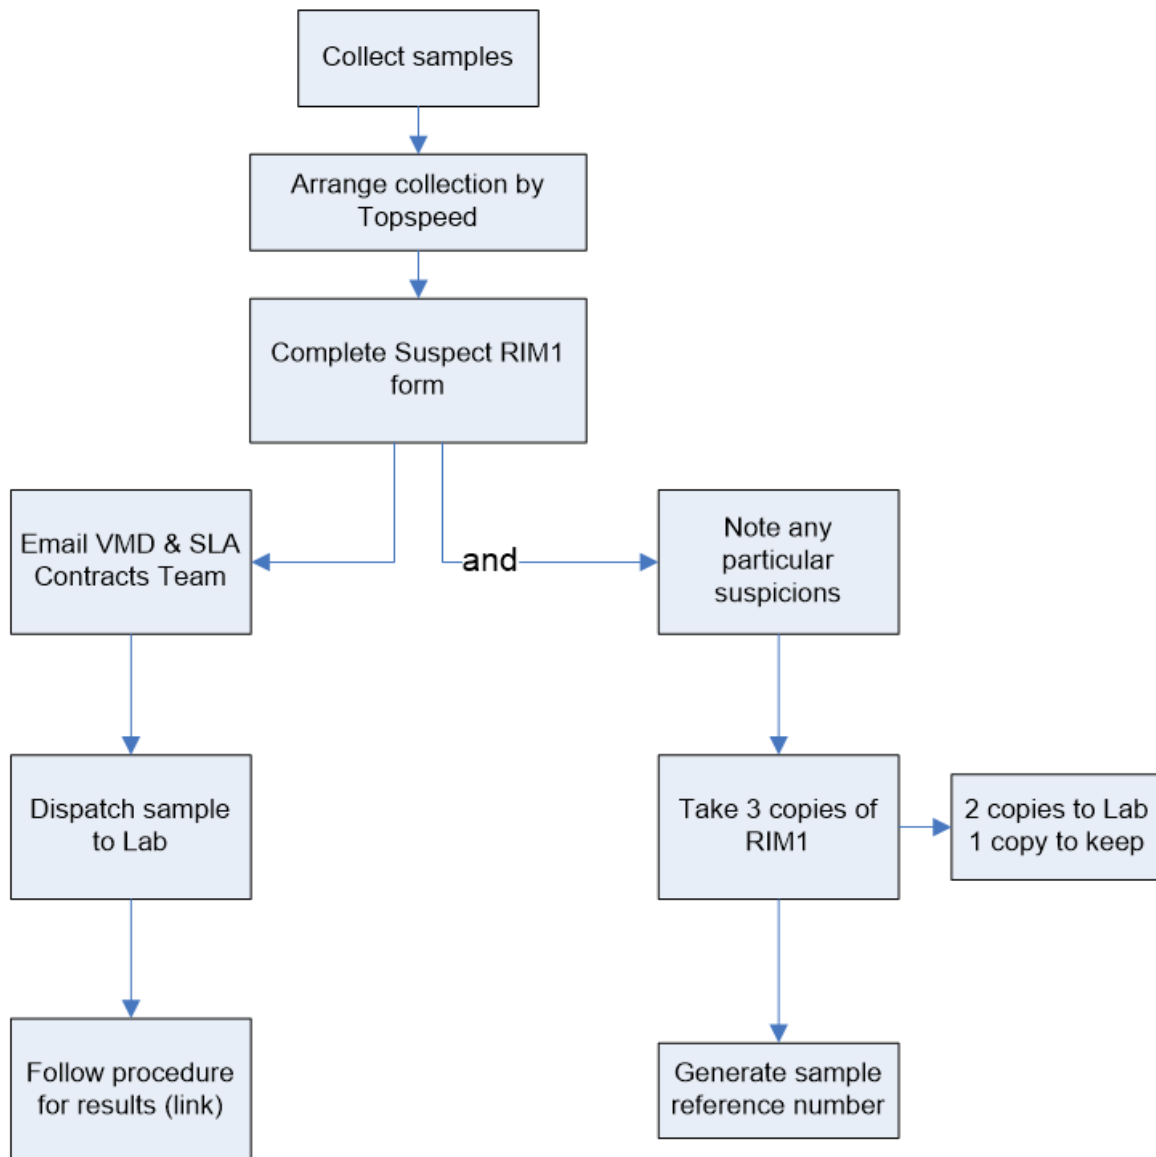 Collect samples
Arrange collection by
Topspeed
Complete Suspect RIM1
form
Email VMD & SLA
Contracts Team
and
Note any
particular
suspicions
Dispatch sample
to Lab
Take 3 copies of
RIM1
2 copies to Lab
1 copy to keep
Follow procedure
for results (link)
Generate sample
reference number